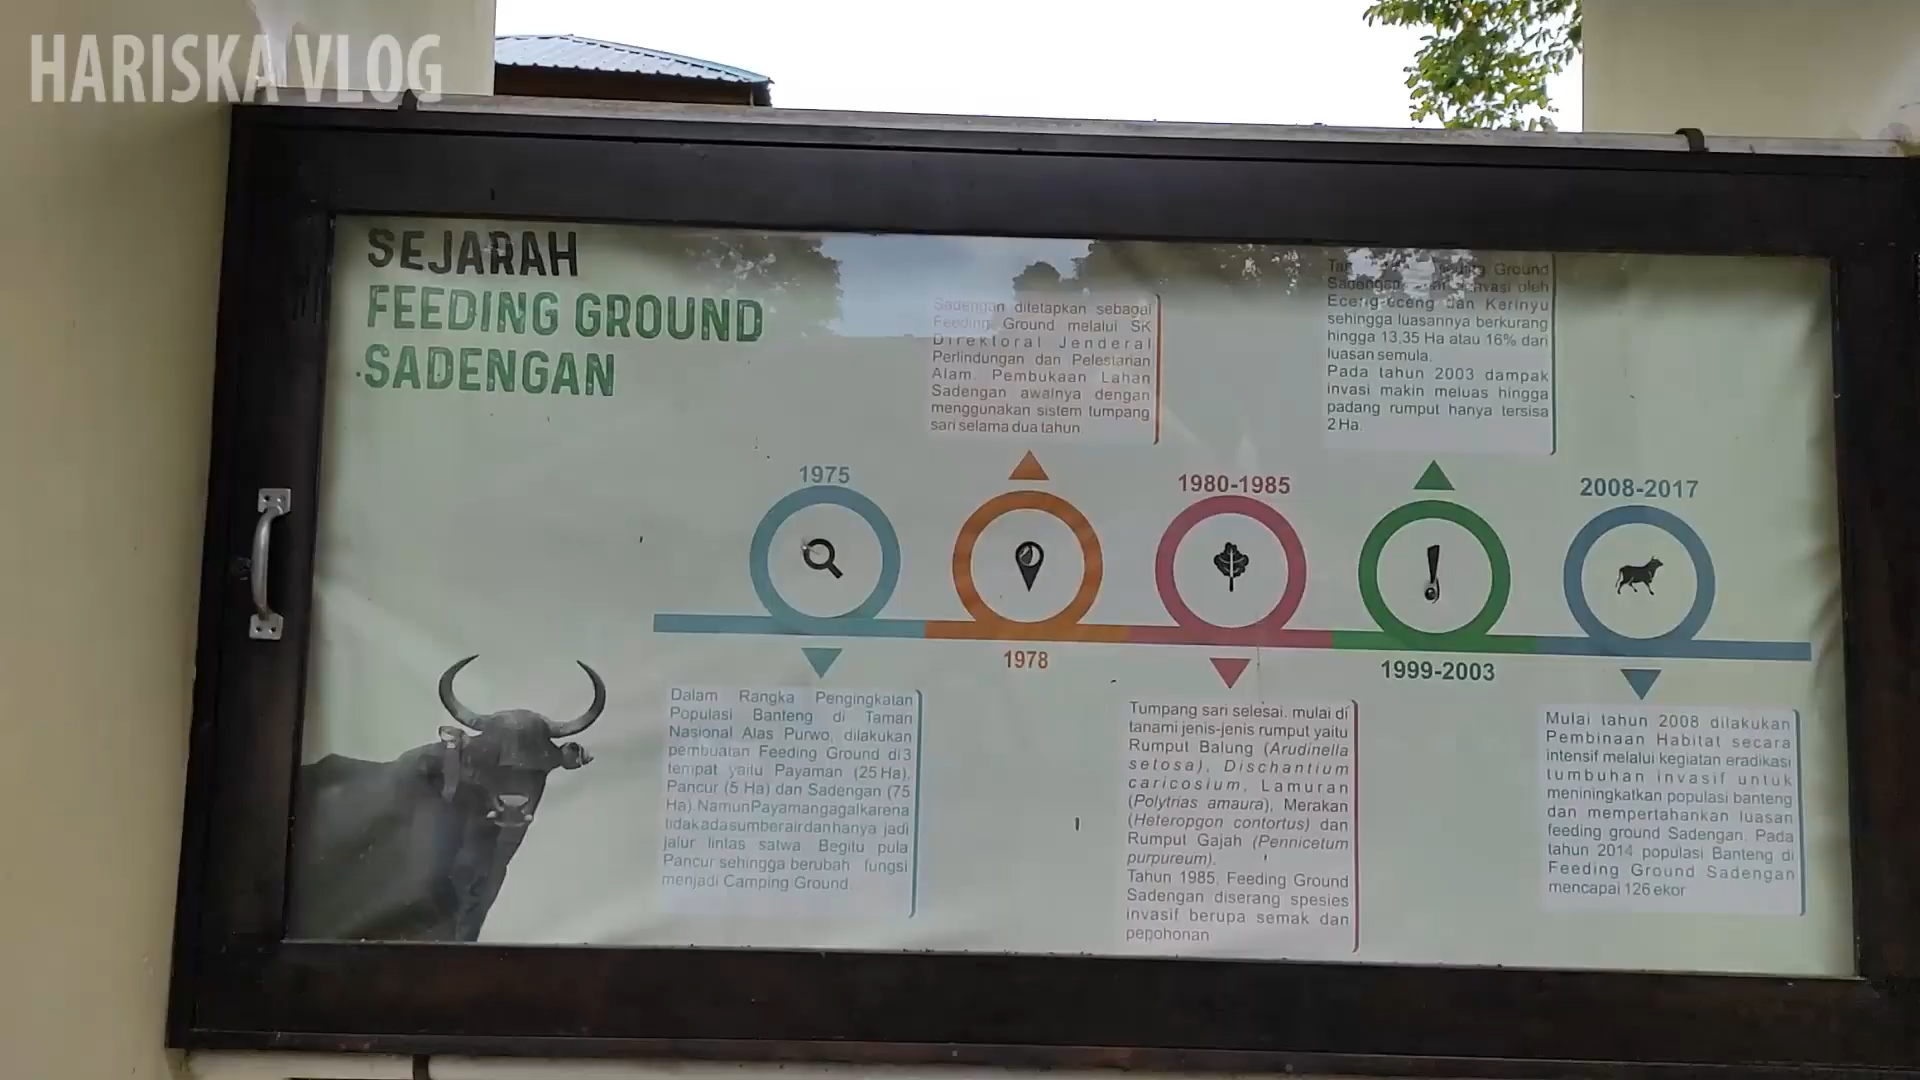 HARISKA VLOG
SEJARAH
FEEDING GROUND
SADENGAN
1975
Dalam Rangka Pengingkatan
Populasi Banteng di Taman
Nasional Alas Purwo, dilakukan
pembuatan Feeding Ground di3
tempat yaitu Payaman (25 Ha),
Pancur (5 Ha) dan Sadengan (75
Ha). Namun Payaman gagal karena
tidak ada sumber air dan hanya jadi
jalur lintas satwa. Begitu pula
Pancur sehingga berubah fungsi
menjadi Camping Ground.
Sadengan ditetapkan sebagai
Feeding Ground melalui SK
Direktoral Jenderal
Perlindungan dan Pelestarian
Alam. Pembukaan Lahan
Sadengan awalnya dengan
menggunakan sistem tumpang
sari selama dua tahun.
1978
1980-1985
Tumpang sari selesai. mulai di
tanami jenis-jenis rumput yaitu
Rumput Balung (Arudinella
setosa), Dischantium
caricosium, Lamuran
(Polytrias amaura), Merakan
(Heteropgon contortus) dan
Rumput Gajah (Pennicetum
purpureum).
Tahun 1985, Feeding Ground
Sadengan diserang spesies
invasif berupa semak dan
pepohonan
Ground
Sadengan oleh
Eceng-eceng dan Kerinyu
sehingga luasannya berkurang
hingga 13,35 Ha atau 16% dari
luasan semula.
Pada tahun 2003 dampak
invasi makin meluas hingga
padang rumput hanya tersisa
2 Ha.
1999-2003
2008-2017
Mulai tahun 2008 dilakukan
Pembinaan Habitat secara
intensif melalui kegiatan eradikasi
tumbuhan invasif untuk
meniningkatkan populasi banteng
dan mempertahankan luasan
feeding ground Sadengan. Pada
tahun 2014 populasi Banteng di
Feeding Ground Sadengan
mencapai 126 ekor